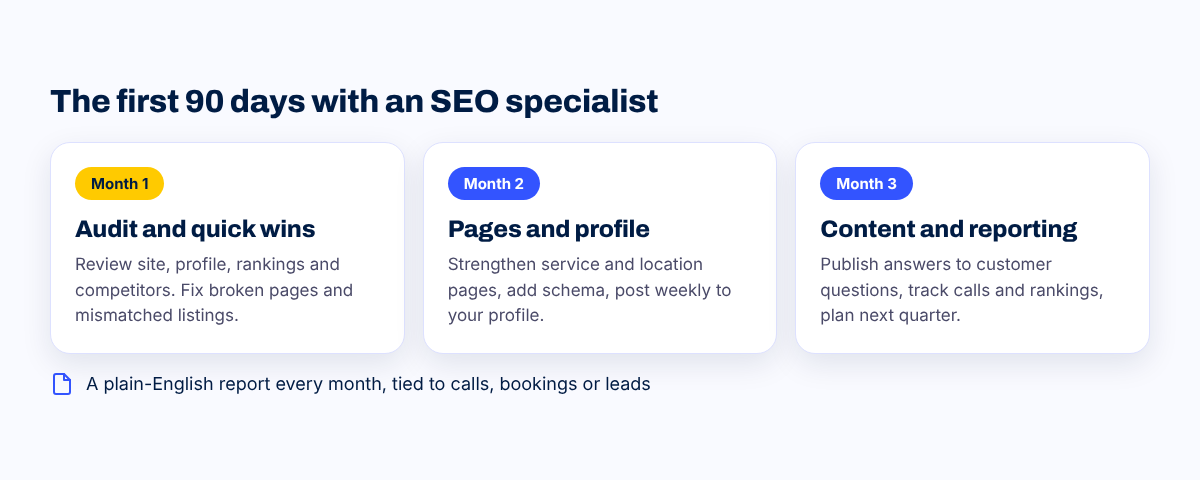 The first 90 days with an SEO specialist
Month 1
Audit and quick wins
Review site, profile, rankings and
competitors. Fix broken pages and
mismatched listings.
Month 2
Pages and profile
Strengthen service and location
pages, add schema, post weekly to
your profile.
Month 3
Content and reporting
Publish answers to customer
questions, track calls and rankings,
plan next quarter.
A plain-English report every month, tied to calls, bookings or leads